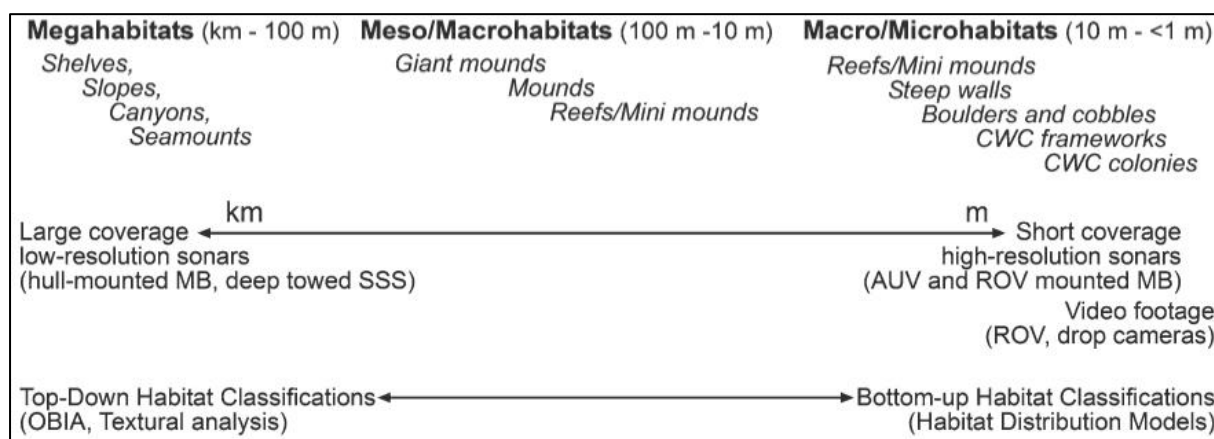 Megahabitats (km - 100 m) Meso/Macrohabitats (100 m -10 m) Macro/Microhabitats (10 m - <1 m)
Shelves, Giant mounds Reefs/Mini mounds
Slopes, Mounds Steep walls
Canyons, Reefs/Mini mounds Boulders and cobbles
Seamounts CWC frameworks
CWC colonies
km m
Large coverage Short coverage
low-resolution sonars high-resolution sonars
(hull-mounted MB, deep towed SSS) (AUV and ROV mounted MB)
Video footage
(ROV, drop cameras)
Top-Down Habitat Classifications Bottom-up Habitat Classifications
(OBIA, Textural analysis) (Habitat Distribution Models)